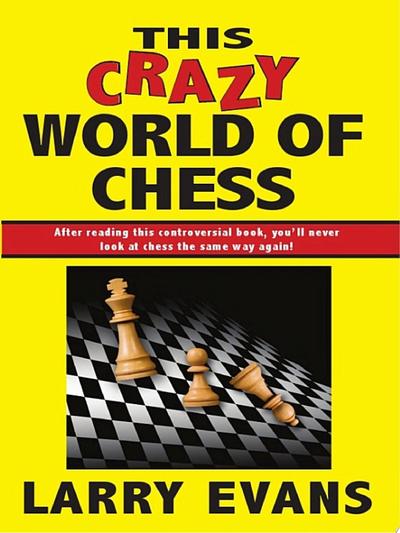 THIS
CRAZY
WORLD OF
CHESS
After reading this controversial book, you'll never
look at chess the same way again!
LARRY EVANS